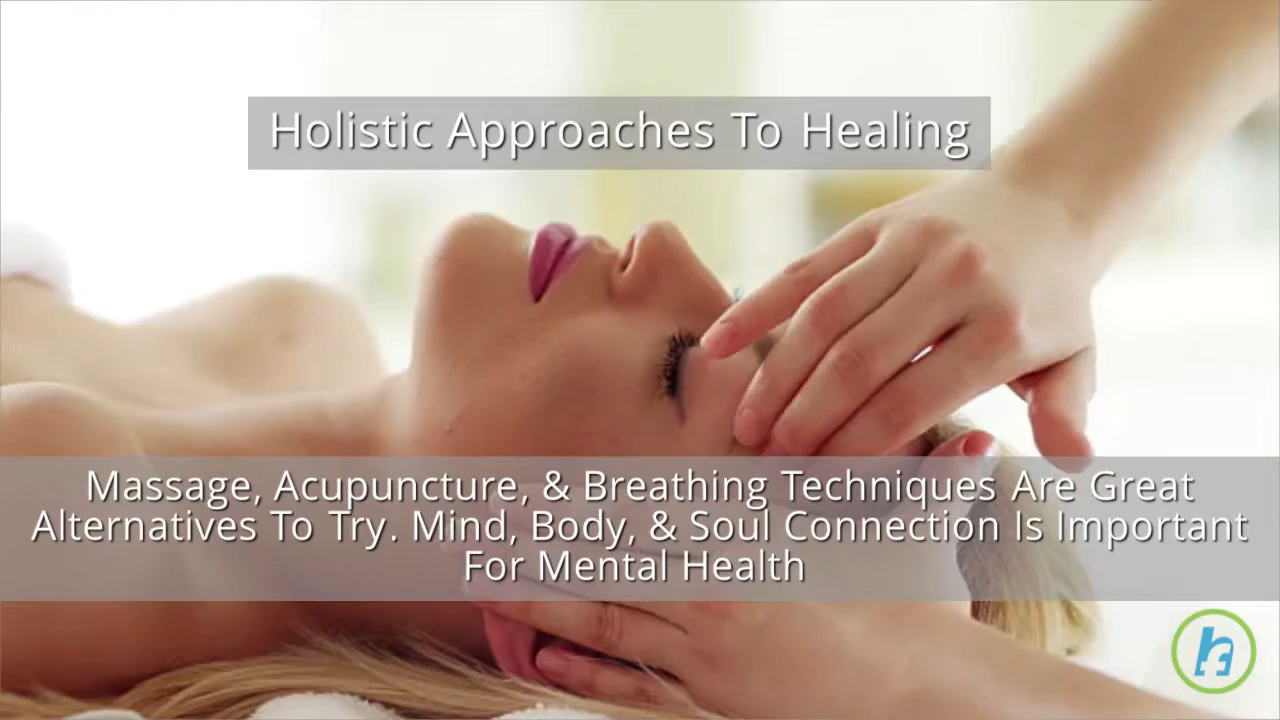 Holistic Approaches To Healing
Massage, Acupuncture, & Breathing Techniques Are Great
Alternatives To Try. Mind, Body, & Soul Connection Is Important
For Mental Health